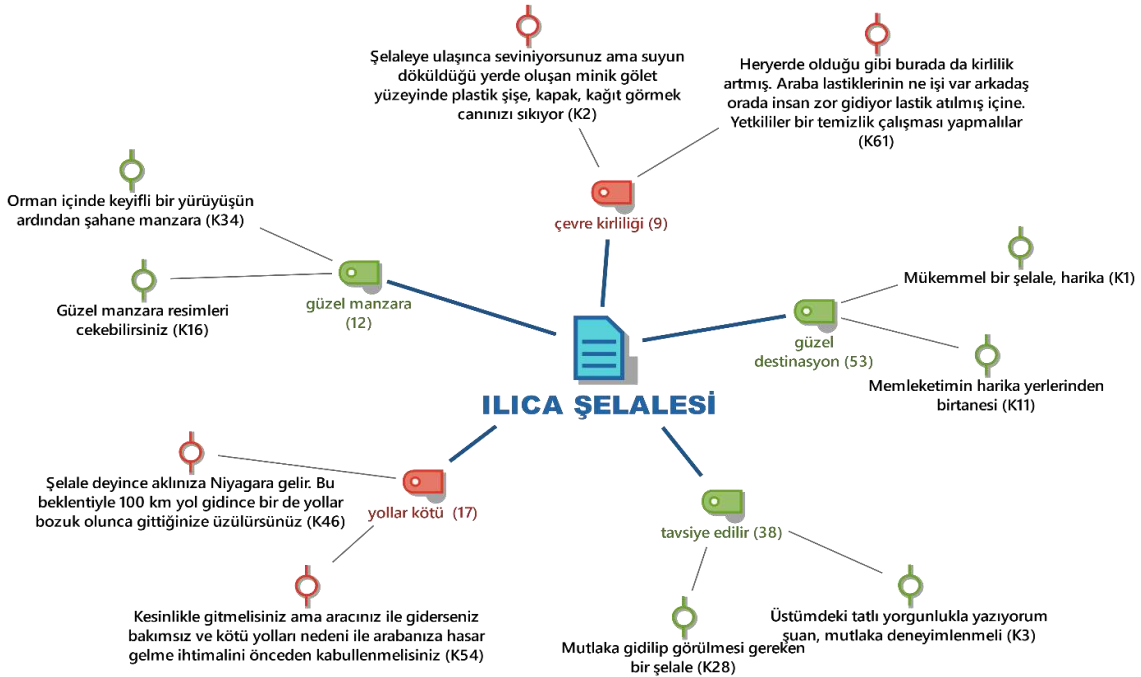 Şelaleye ulaşınca seviniyorsunuz ama suyun
döküldüğü yerde oluşan minik gölet
yüzeyinde plastik şişe, kapak, kağıt görmek
canınızı sıkıyor (K2)
Heryerde olduğu gibi burada da kirlilik
artmış. Araba lastiklerinin ne işi var arkadaş
orada insan zor gidiyor lastik atılmış içine.
Yetkililer bir temizlik çalışması yapmalılar
(K61)
çevre kirliliği (9)
Orman içinde keyifli bir yürüyüşün
ardından şahane manzara (K34)
Güzel manzara resimleri
cekebilirsiniz (K16)
güzel manzara
(12)
Mükemmel bir şelale, harika (K1)
güzel
destinasyon (53)
Memleketimin harika yerlerinden
birtanesi (K11)
ILICA ŞELALESİ
Şelale deyince aklınıza Niyagara gelir. Bu
beklentiyle 100 km yol gidince bir de yollar
bozuk olunca gittiğinize üzülürsünüz (K46)
yollar kötü (17)
Kesinlikle gitmelisiniz ama aracınız ile giderseniz
bakımsız ve kötü yolları nedeni ile arabanıza hasar
gelme ihtimalini önceden kabullenmelisiniz (K54)
tavsiye edilir (38)
Mutlaka gidilip görülmesi gereken
bir şelale (K28)
Üstümdeki tatlı yorgunlukla yazıyorum
şuan, mutlaka deneyimlenmeli (K3)